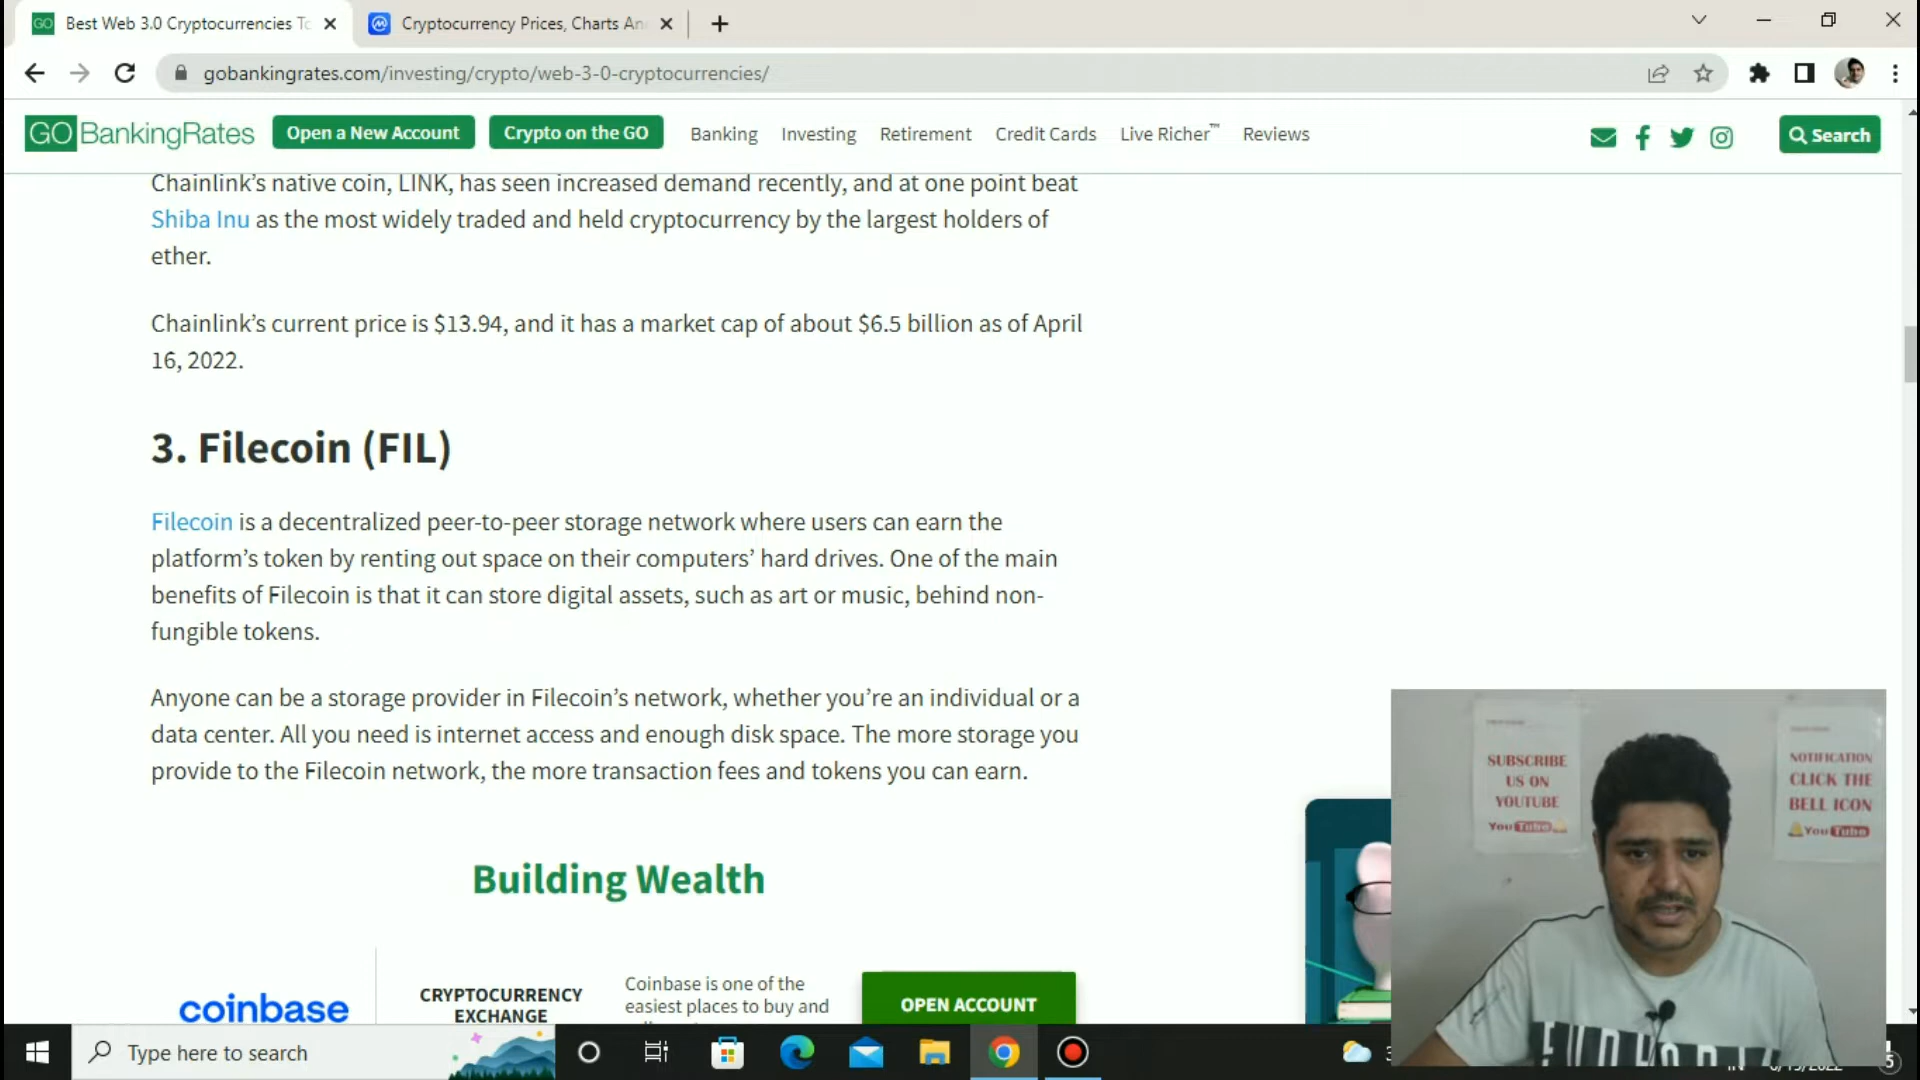 GO Best Web 3.0 Cryptocurrencies To
Cryptocurrency Prices, Charts An
gobankingrates.com/investing/crypto/web-3-0-cryptocurrencies/
GOBankingRates
Open a New Account
Crypto on the GO
Banking
Investing
Retirement
Credit Cards
Live Richer™
Reviews
Search
Chainlink’s native coin, LINK, has seen increased demand recently, and at one point beat
Shiba Inu as the most widely traded and held cryptocurrency by the largest holders of
ether.
Chainlink’s current price is $13.94, and it has a market cap of about $6.5 billion as of April
16, 2022.
3. Filecoin (FIL)
Filecoin is a decentralized peer-to-peer storage network where users can earn the
platform’s token by renting out space on their computers’ hard drives. One of the main
benefits of Filecoin is that it can store digital assets, such as art or music, behind non-
fungible tokens.
Anyone can be a storage provider in Filecoin’s network, whether you’re an individual or a
data center. All you need is internet access and enough disk space. The more storage you
provide to the Filecoin network, the more transaction fees and tokens you can earn.
Building Wealth
coinbase
CRYPTOCURRENCY
EXCHANGE
Coinbase is one of the
easiest places to buy and
OPEN ACCOUNT
SUBSCRIBE
US ON
YOUTUBE
YouTube
NOTIFICATION
CLICK THE
BELL ICON
YouTube
Type here to search